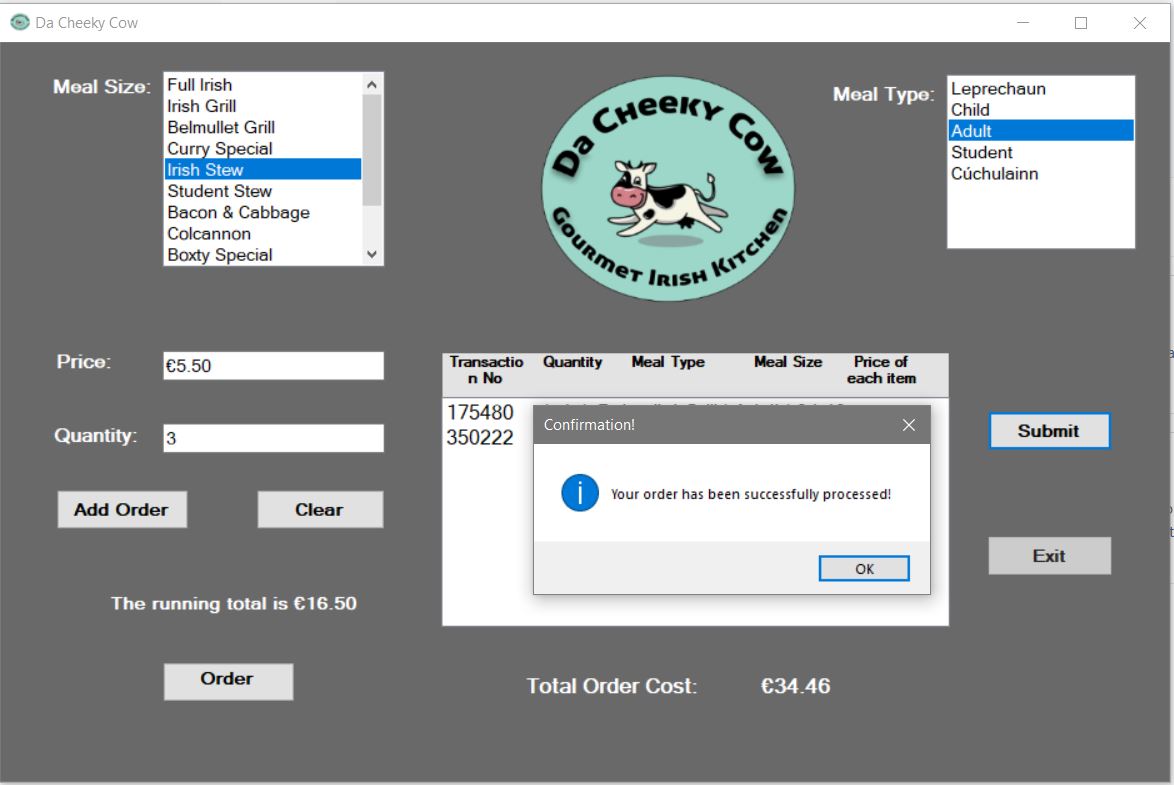 Da Cheeky Cow
Meal Size:
Full Irish
Irish Grill
Belmullet Grill
Curry Special
Irish Stew
Student Stew
Bacon & Cabbage
Colcannon
Boxty Special
Da Cheeky Cow
Gourmet Irish Kitchen
Meal Type:
Leprechaun
Child
Adult
Student
Cúchulainn
Price:
€5.50
Quantity:
3
Add Order
Clear
The running total is €16.50
Order
Transactio
n No
Quantity
Meal Type
Meal Size
Price of
each item
175480
350222
Confirmation!
Your order has been successfully processed!
OK
Submit
Exit
Total Order Cost:
€34.46